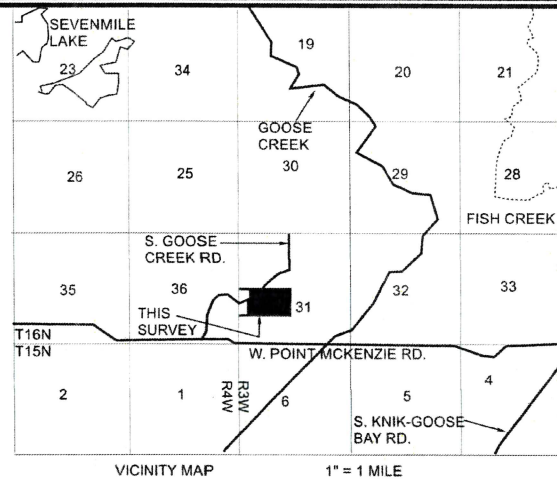 SEVENMILE
LAKE
23
34
19
20
21
GOOSE
CREEK
26
25
30
29
28
FISH CREEK
S. GOOSE
CREEK RD.
35
36
31
32
33
THIS
SURVEY
T16N
T15N
W. POINT MCKENZIE RD.
2
1
R4W
R3W
6
5
4
S. KNIK-GOOSE
BAY RD.
VICINITY MAP 1" = 1 MILE